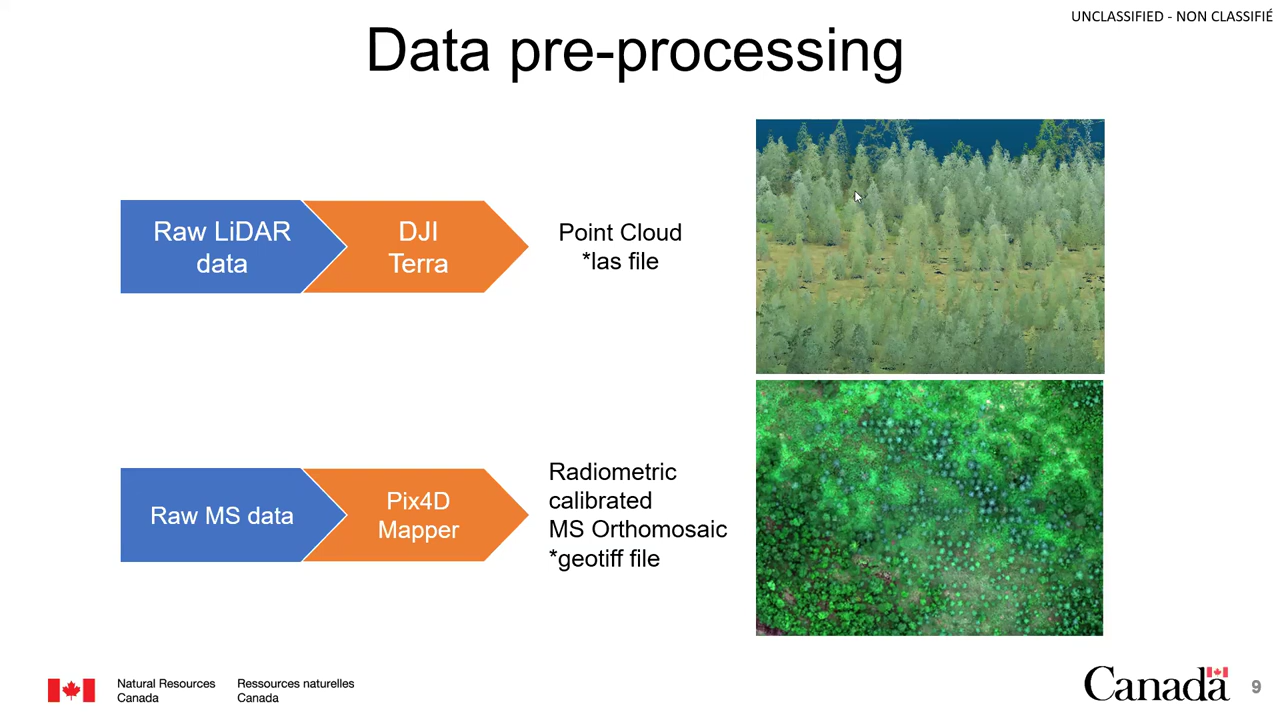 UNCLASSIFIED - NON CLASSIFIÉ
Data pre-processing
Raw LiDAR
data
DJI
Terra
Point Cloud
*las file
Raw MS data
Pix4D
Mapper
Radiometric
calibrated
MS Orthomosaic
*geotiff file
Natural Resources
Canada
Ressources naturelles
Canada
Canada
9